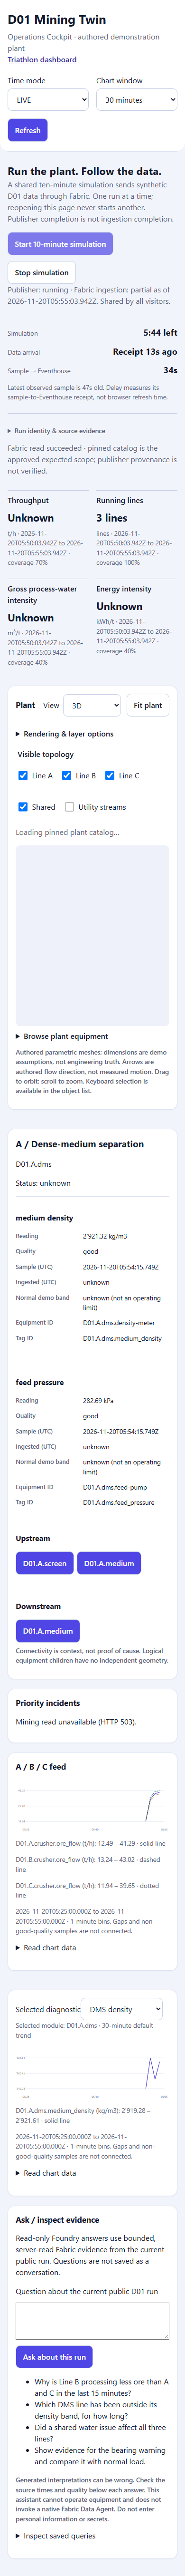 D01 Mining Twin
Operations Cockpit · authored demonstration
plant
Triathlon dashboard
Time mode
Chart window
LIVE
30 minutes
Refresh
Run the plant. Follow the data.
A shared ten-minute simulation sends synthetic
D01 data through Fabric. One run at a time;
reopening this page never starts another.
Publisher completion is not ingestion completion.
Start 10-minute simulation
Stop simulation
Publisher: running · Fabric ingestion: partial as of
2026-11-20T05:55:03.942Z. Shared by all visitors.
Simulation
5:44 left
Data arrival
Receipt 13s ago
Sample → Eventhouse
34s
Latest observed sample is 47s old. Delay measures its
sample-to-Eventhouse receipt, not browser refresh time.
Run identity & source evidence
Fabric read succeeded · pinned catalog is the
approved expected scope; publisher provenance is
not verified.
Throughput
Unknown
t/h · 2026-11-
20T05:50:03.942Z to 2026-
11-20T05:55:03.942Z ·
coverage 70%
Running lines
3 lines
lines · 2026-11-
20T05:50:03.942Z to 2026-
11-20T05:55:03.942Z ·
coverage 100%
Gross process-water
intensity
Unknown
m³/t · 2026-11-
20T05:50:03.942Z to 2026-
11-20T05:55:03.942Z ·
coverage 40%
Energy intensity
Unknown
kWh/t · 2026-11-
20T05:50:03.942Z to 2026-
11-20T05:55:03.942Z ·
coverage 40%
Plant
View
3D
Fit plant
Rendering & layer options
Visible topology
Line A
Line B
Line C
Shared
Utility streams
Loading pinned plant catalog...
Browse plant equipment
Authored parametric meshes; dimensions are demo
assumptions, not engineering truth. Arrows are
authored flow direction, not measured motion. Drag
to orbit; scroll to zoom. Keyboard selection is
available in the object list.
A / Dense-medium separation
D01.A.dms
Status: unknown
medium density
Reading
2'921.32 kg/m3
Quality
good
Sample (UTC)
2026-11-20T05:54:15.749Z
Ingested (UTC)
unknown
Normal demo band
unknown (not an operating
limit)
Equipment ID
D01.A.dms.density-meter
Tag ID
D01.A.dms.medium_density
feed pressure
Reading
282.69 kPa
Quality
good
Sample (UTC)
2026-11-20T05:54:15.749Z
Ingested (UTC)
unknown
Normal demo band
unknown (not an operating
limit)
Equipment ID
D01.A.dms.feed-pump
Tag ID
D01.A.dms.feed_pressure
Upstream
D01.A.screen
D01.A.medium
Downstream
D01.A.medium
Connectivity is context, not proof of cause. Logical
equipment children have no independent geometry.
Priority incidents
Mining read unavailable (HTTP 503).
A / B / C feed
D01.A.crusher.ore_flow (t/h): 12.49 – 41.29 · solid line
D01.B.crusher.ore_flow (t/h): 13.24 – 43.02 · dashed
line
D01.C.crusher.ore_flow (t/h): 11.94 – 39.65 · dotted
line
2026-11-20T05:25:00.000Z to 2026-11-
20T05:55:00.000Z · 1-minute bins. Gaps and non-
good-quality samples are not connected.
Read chart data
Selected diagnostic
DMS density
Selected module: D01.A.dms · 30-minute default
trend
D01.A.dms.medium_density (kg/m3): 2'919.28 –
2'921.61 · solid line
2026-11-20T05:25:00.000Z to 2026-11-
20T05:55:00.000Z · 1-minute bins. Gaps and non-
good-quality samples are not connected.
Read chart data
Ask / inspect evidence
Read-only Foundry answers use bounded,
server-read Fabric evidence from the current
public run. Questions are not saved as a
conversation.
Question about the current public D01 run
Ask about this run
Why is Line B processing less ore than A
and C in the last 15 minutes?
Which DMS line has been outside its
density band, for how long?
Did a shared water issue affect all three
lines?
Show evidence for the bearing warning
and compare it with normal load.
Generated interpretations can be wrong. Check the
source times and quality below each answer. This
assistant cannot operate equipment and does not
invoke a native Fabric Data Agent. Do not enter
personal information or secrets.
Inspect saved queries